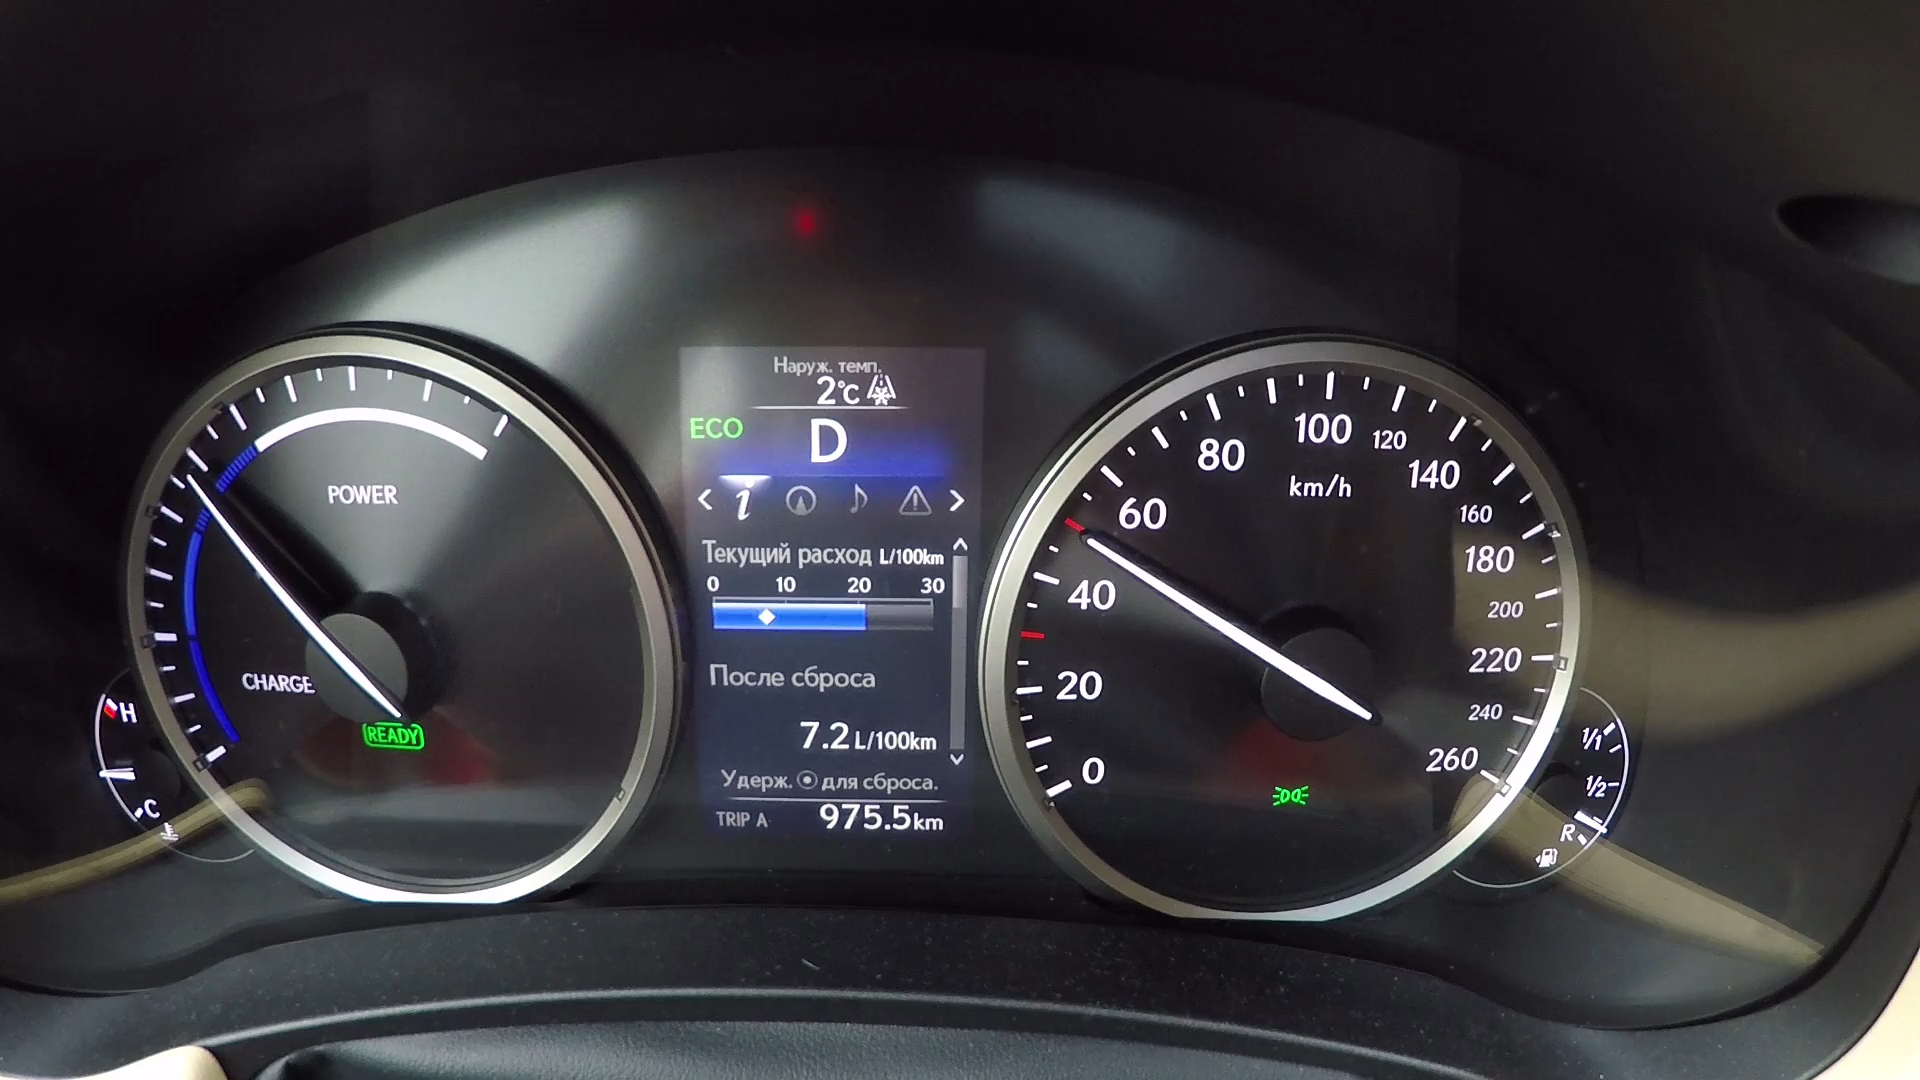 POWER
CHARGE
READY
H
C
Наруж. темп.
2°C
ECO
D
Текущий расход L/100km
0 10 20 30
После сброса
7.2 L/100km
Удерж. для сброса.
TRIP A 975.5 km
0
20
40
60
80
100
120
140
160
180
200
220
240
260
km/h
1/1
1/2
R